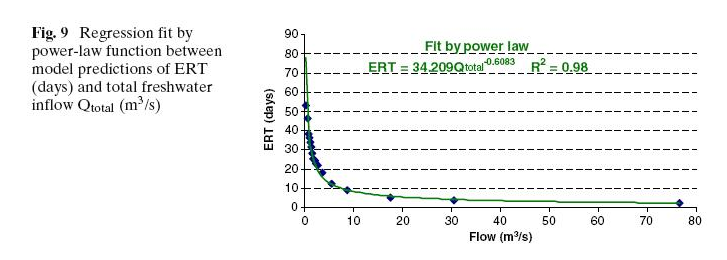 Fig. 9 Regression fit by
power-law function between
model predictions of ERT
(days) and total freshwater
inflow Qtotal (m³/s)
90
80
70
60
50
40
30
20
10
0
ERT (days)
Fit by power law
ERT = 34.209Qtotal^-0.6083 R² = 0.98
0 10 20 30 40 50 60 70 80
Flow (m³/s)